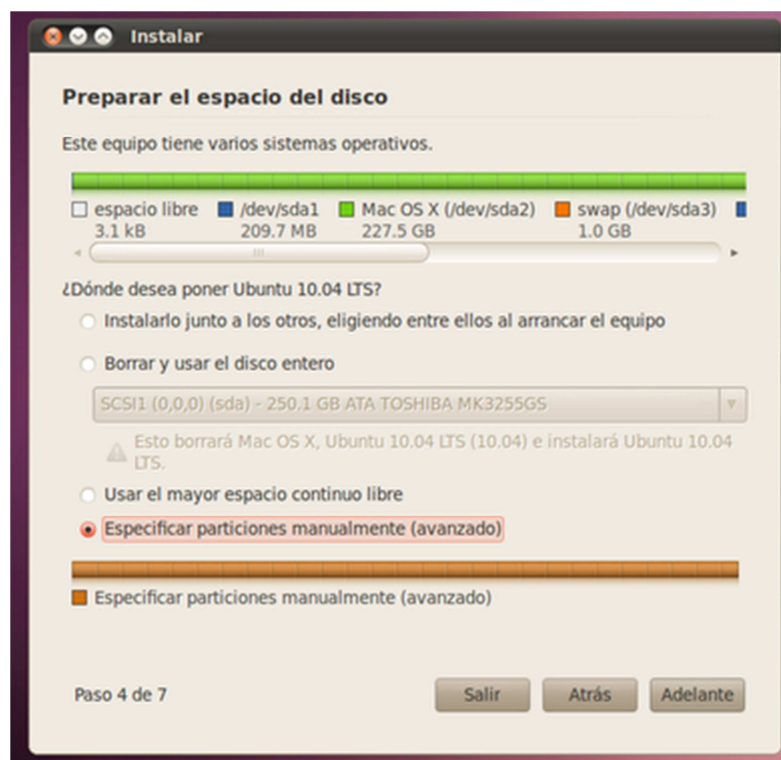 Instalar
Preparar el espacio del disco
Este equipo tiene varios sistemas operativos.
espacio libre /dev/sda1 Mac OS X (/dev/sda2) swap (/dev/sda3)
3.1 kB 209.7 MB 227.5 GB 1.0 GB
¿Dónde desea poner Ubuntu 10.04 LTS?
Instalarlo junto a los otros, eligiendo entre ellos al arrancar el equipo
Borrar y usar el disco entero
SCSI1 (0,0,0) (sda) - 250.1 GB ATA TOSHIBA MK3255GS
Esto borrará Mac OS X, Ubuntu 10.04 LTS (10.04) e instalará Ubuntu 10.04
LTS.
Usar el mayor espacio continuo libre
Especificar particiones manualmente (avanzado)
Especificar particiones manualmente (avanzado)
Paso 4 de 7 Salir Atrás Adelante